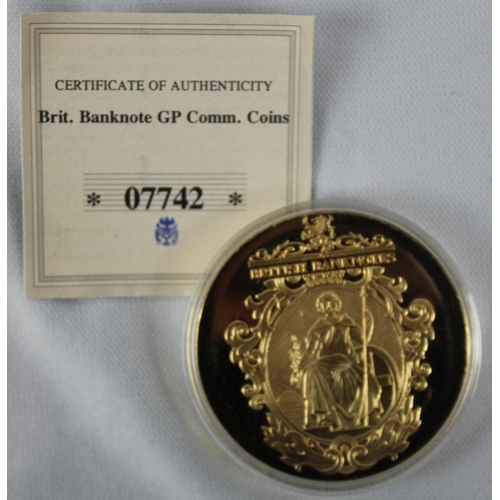 CERTIFICATE OF AUTHENTICITY
Brit. Banknote GP Comm. Coins
* 07742 *
BRITISH BANKNOTES